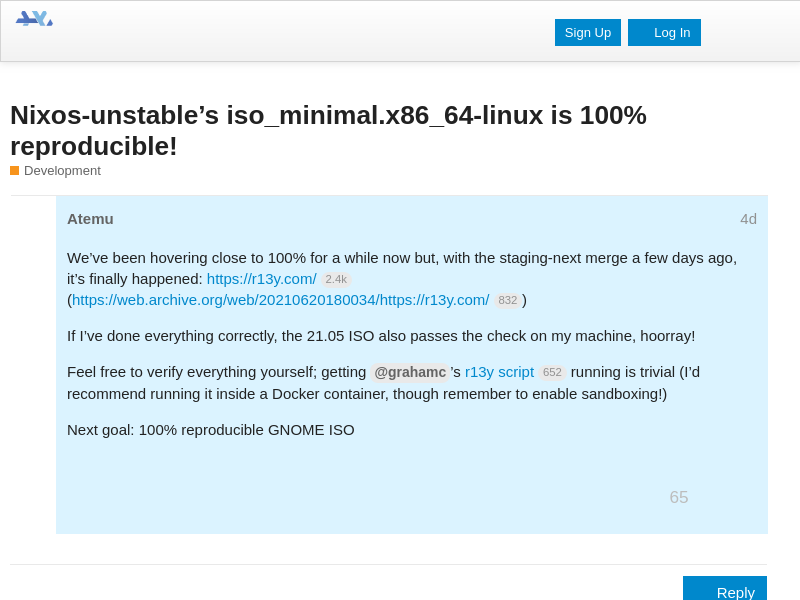 Sign Up
Log In
Nixos-unstable’s iso_minimal.x86_64-linux is 100%
reproducible!
Development
Atemu
4d
We’ve been hovering close to 100% for a while now but, with the staging-next merge a few days ago,
it’s finally happened: https://r13y.com/ 2.4k
(https://web.archive.org/web/20210620180034/https://r13y.com/ 832 )
If I’ve done everything correctly, the 21.05 ISO also passes the check on my machine, hoorray!
Feel free to verify everything yourself; getting @grahamc ’s r13y script 652 running is trivial (I’d
recommend running it inside a Docker container, though remember to enable sandboxing!)
Next goal: 100% reproducible GNOME ISO
65
Reply